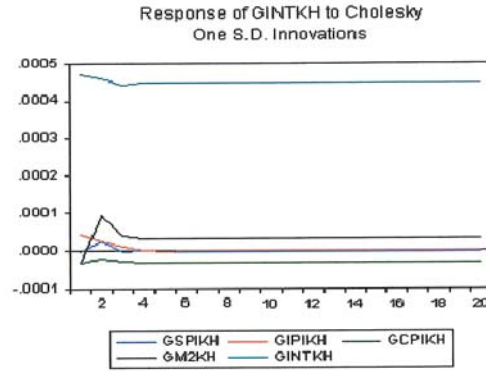 Response of GINTKH to Cholesky
One S.D. Innovations
.0005
.0004
.0003
.0002
.0001
.0000
-.0001
2 4 6 8 10 12 14 16 18 20
GSPIKH GIPIKH GCPIKH
GM2KH GINTKH